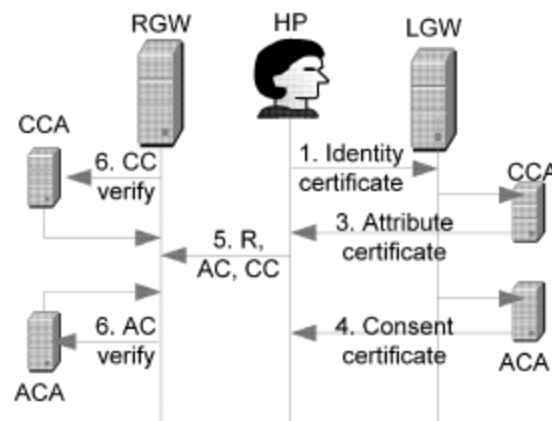 RGW HP LGW
CCA
6. CC
verify
1. Identity
certificate
CCA
3. Attribute
certificate
5. R,
AC, CC
6. AC
verify
4. Consent
certificate
ACA
ACA